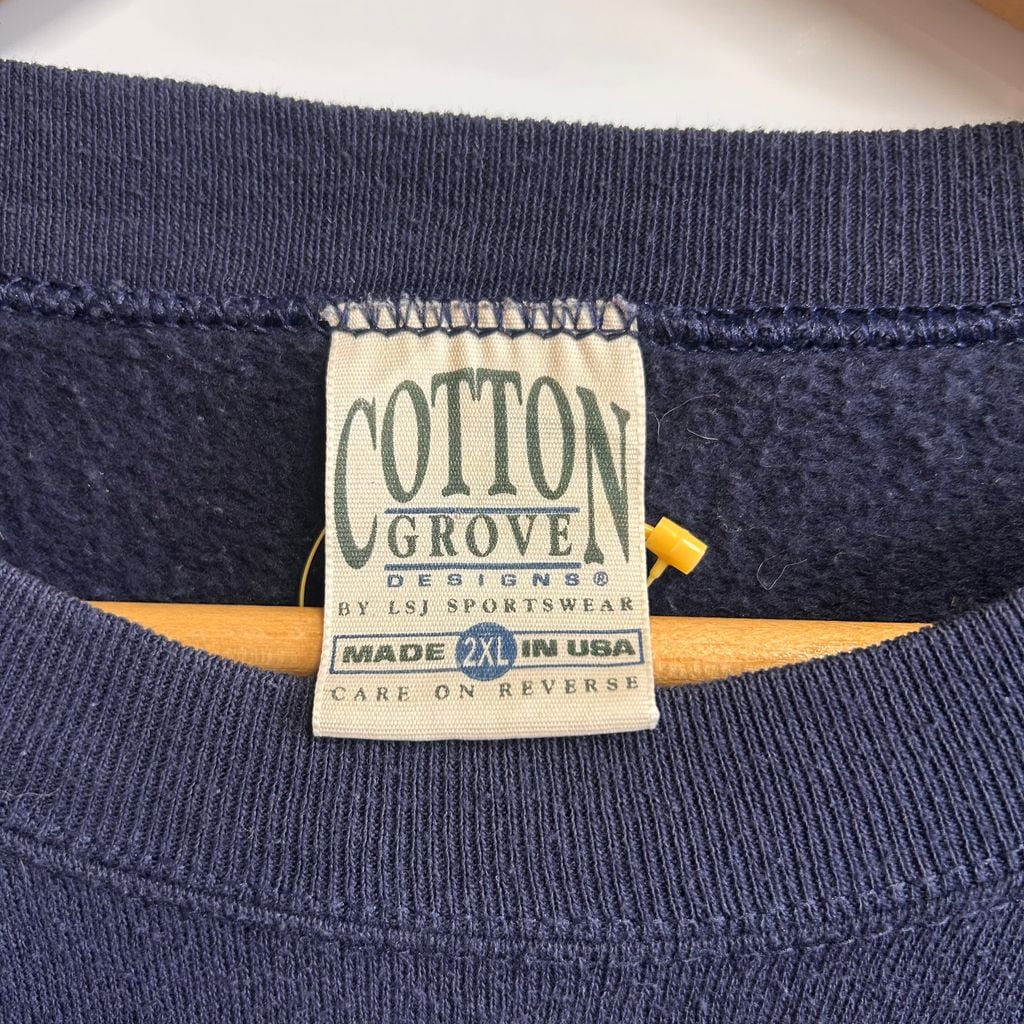 COTTON
GROVE
DESIGNS®
BY LSJ SPORTSWEAR
MADE 2XL IN USA
CARE ON REVERSE